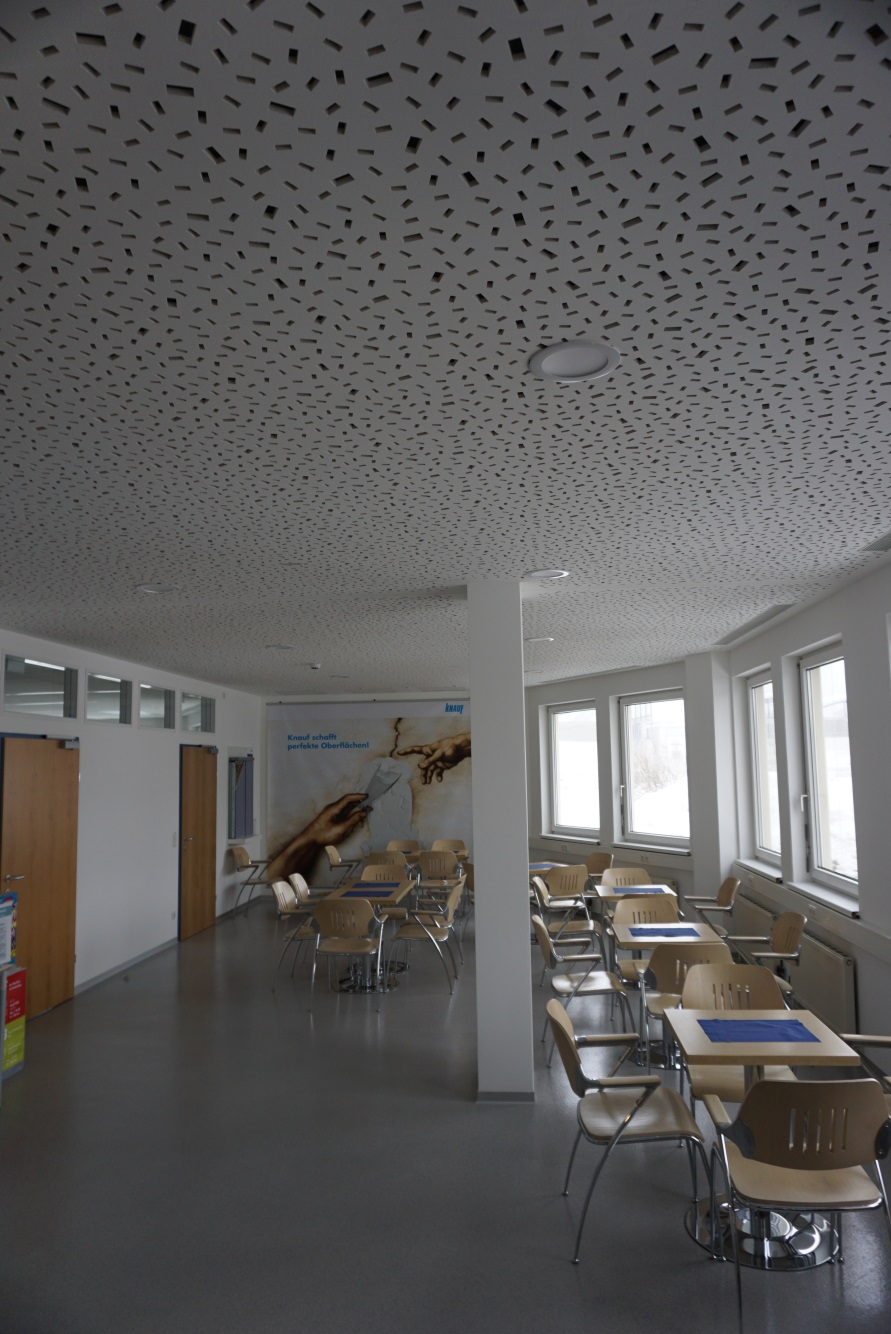 KNAUF
Knauf schafft
perfekte Oberflächen!